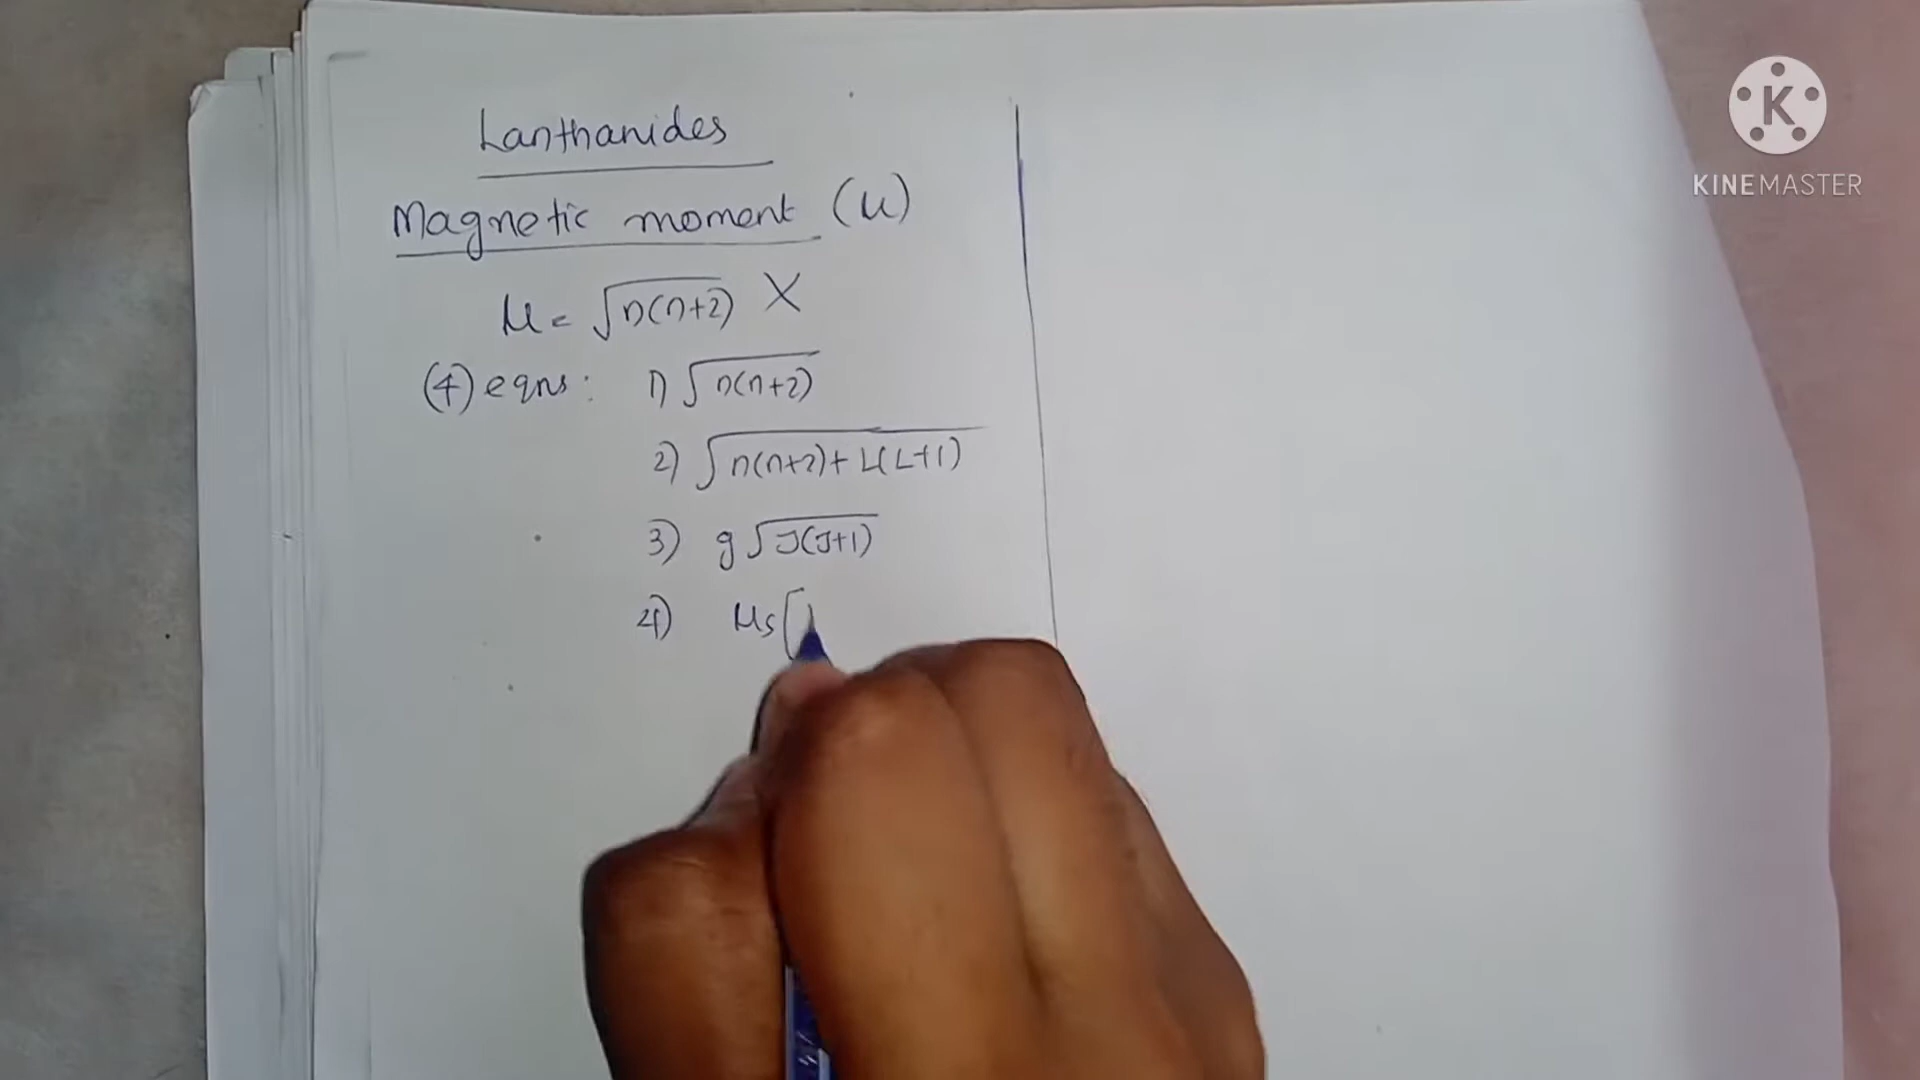 Lanthanides
Magnetic moment (μ)
μ = √n(n+2) X
(4) eqns: 1) √n(n+2)
2) √n(n+2)+L(L+1)
3) g√J(J+1)
4) μs[
K
KINEMASTER